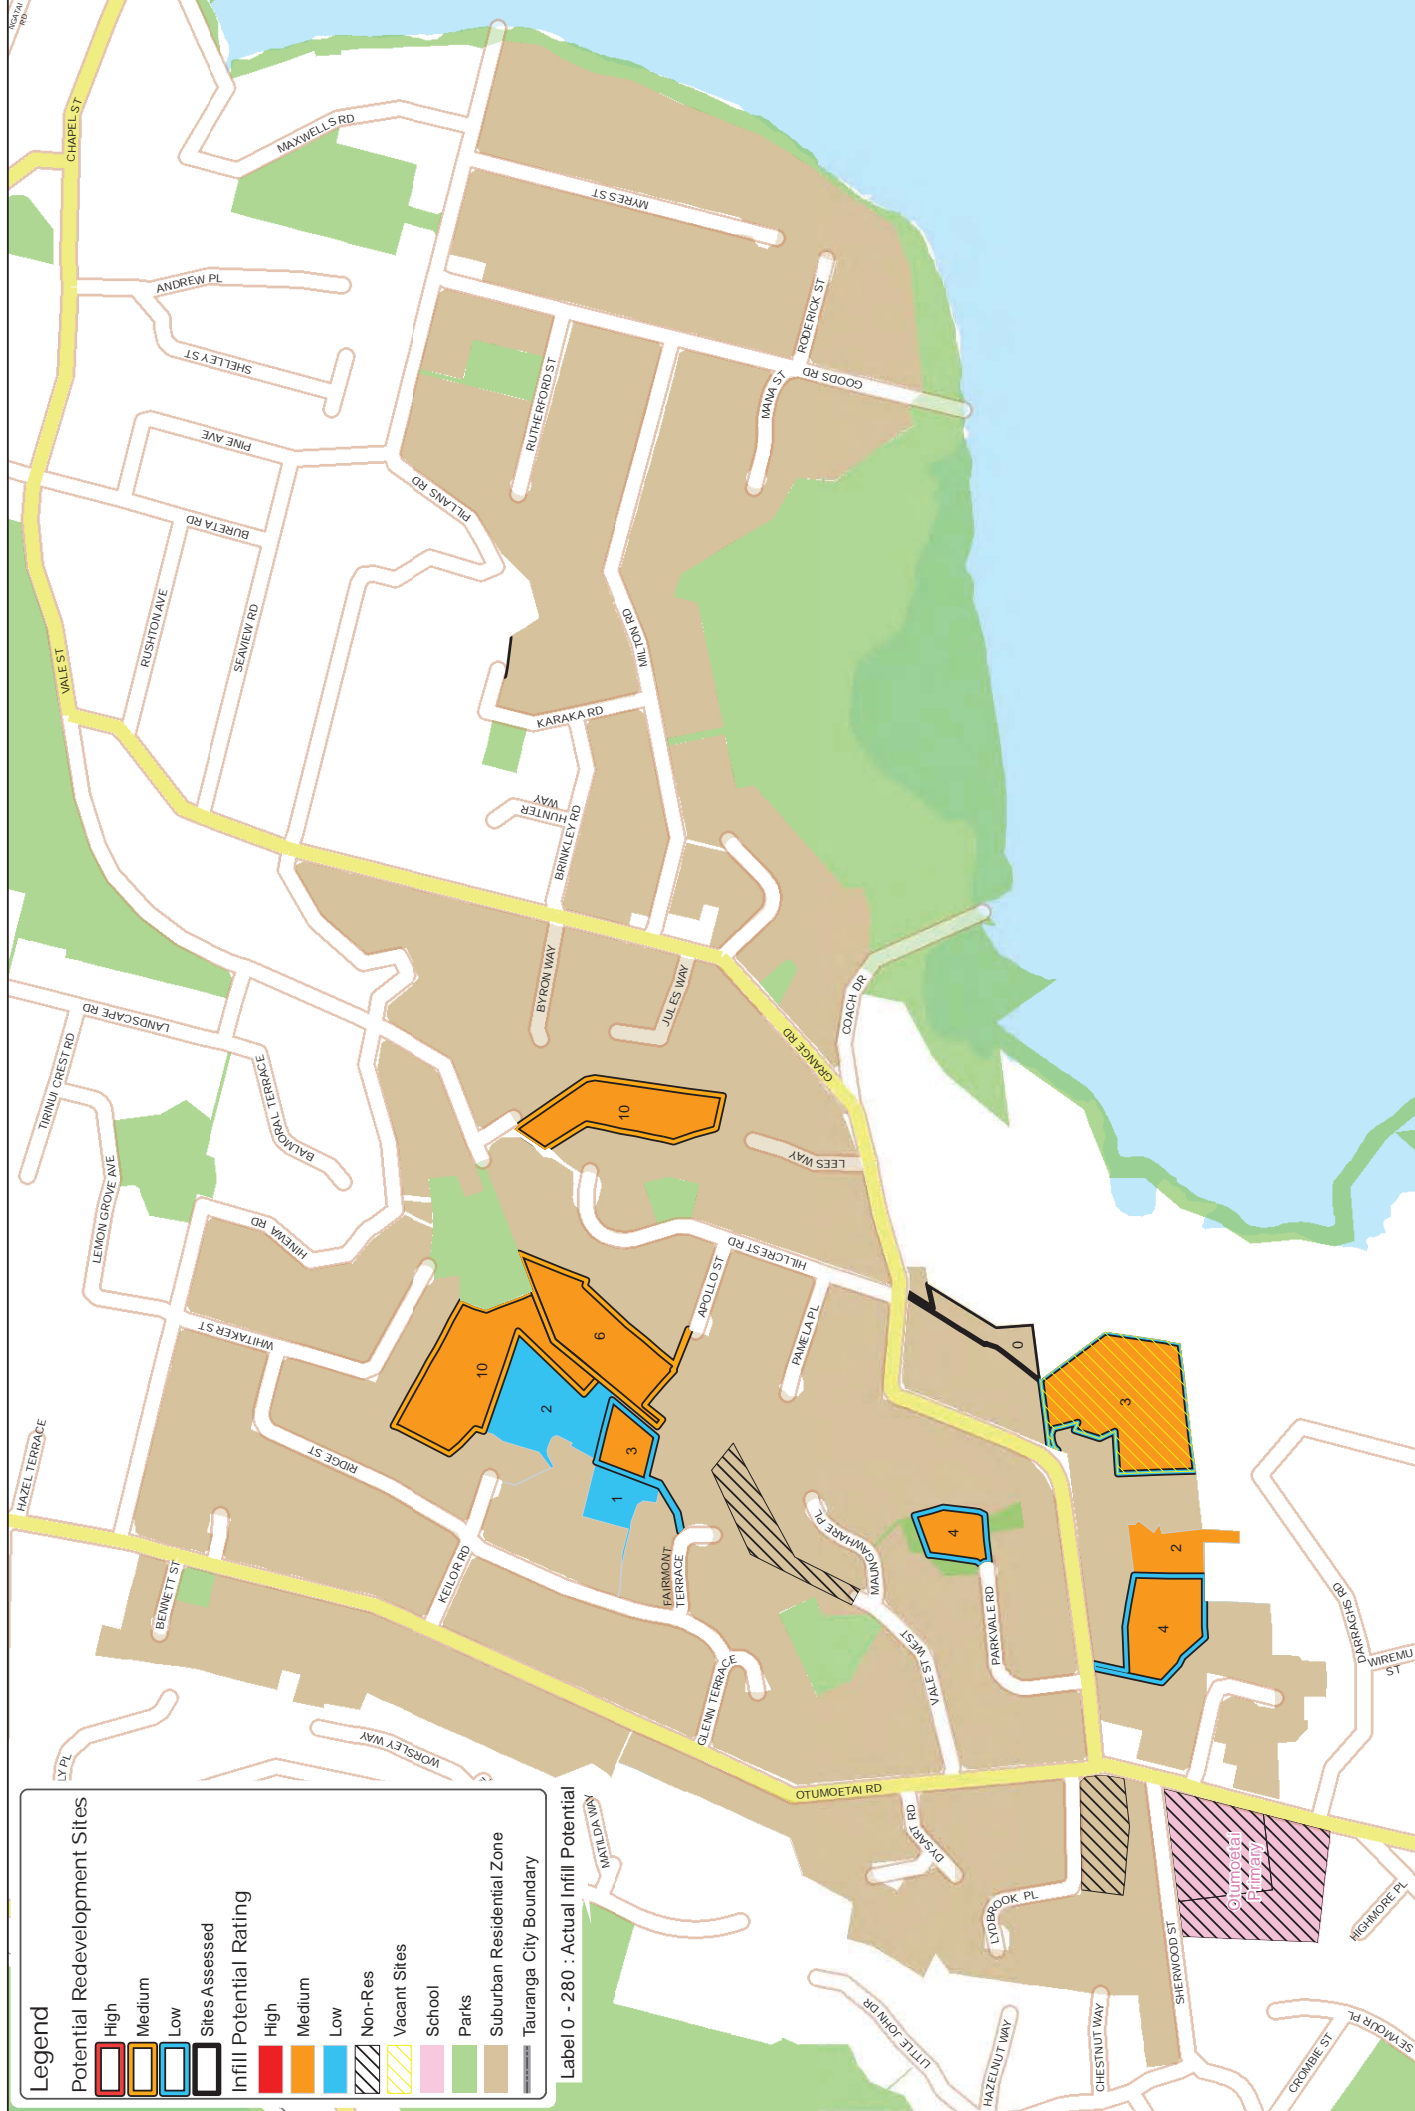 Legend
Potential Redevelopment Sites
High
Medium
Low
Sites Assessed
Infill Potential Rating
High
Medium
Low
Non-Res
Vacant Sites
School
Parks
Suburban Residential Zone
Tauranga City Boundary
Label 0 - 280 : Actual Infill Potential
NGATAI
RD
CHAPEL ST
MAXWELLS RD
MYRES ST
ANDREW PL
SHELLEY ST
RODERICK ST
MANA ST
GOODS RD
RUTHERFORD ST
PINE AVE
PILLANS RD
BURETA RD
RUSHTON AVE
SEAVIEW RD
VALE ST
MILTON RD
KARAKA RD
HUNTER
WAY
BRINKLEY RD
BYRON WAY
JULES WAY
COACH DR
GRANGE RD
LEES WAY
LANDSCAPE RD
TIRINUI CREST RD
BALMORAL TERRACE
LEMON GROVE AVE
HINEWA RD
WHITAKER ST
HILLCREST RD
APOLLO ST
PAMELA PL
HAZEL TERRACE
RIDGE ST
BENNETT ST
KEILOR RD
FAIRMONT
TERRACE
GLENN TERRACE
MAUNGAWHARE PL
VALE ST WEST
PARKVALE RD
OTUMOETAI RD
WORSLEY WAY
LY PL
MATILDA WAY
DYSART RD
LYDBROOK PL
SHERWOOD ST
Otumoetai
Primary
DARRAGHS RD
WIREMU
ST
HIGHMORE PL
SEYMOUR PL
CROMBIE ST
CHESTNUT WAY
HAZELNUT WAY
LITTLE JOHN DR
10
10
6
2
3
1
0
3
4
2
4